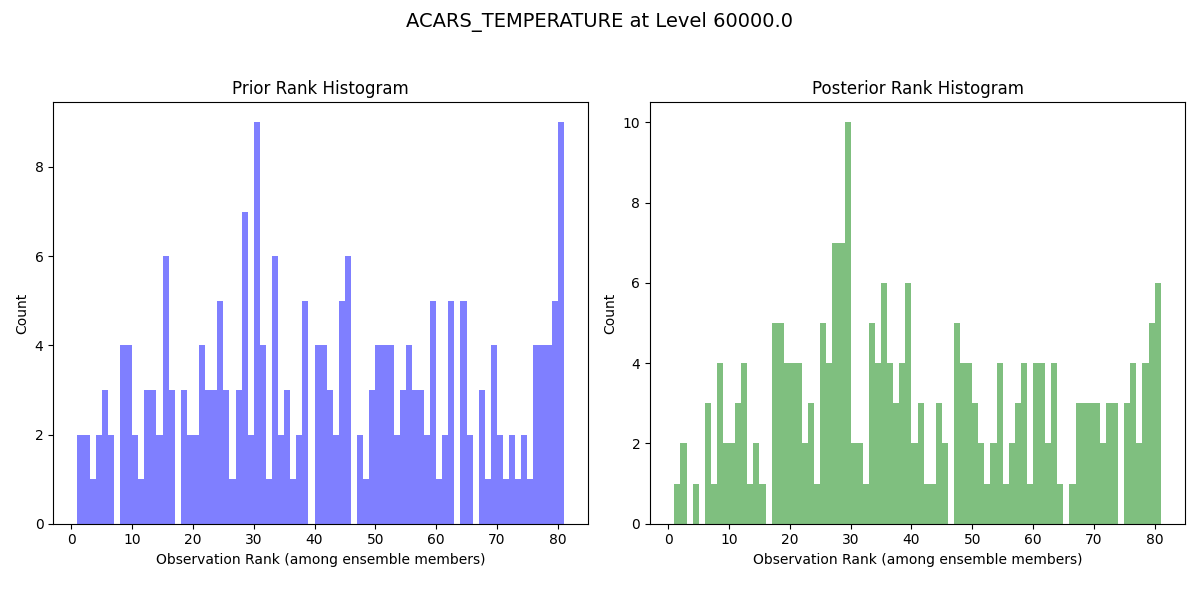 ACARS_TEMPERATURE at Level 60000.0
Prior Rank Histogram
Count
0
2
4
6
8
0 10 20 30 40 50 60 70 80
Observation Rank (among ensemble members)
Posterior Rank Histogram
Count
0
2
4
6
8
10
0 10 20 30 40 50 60 70 80
Observation Rank (among ensemble members)